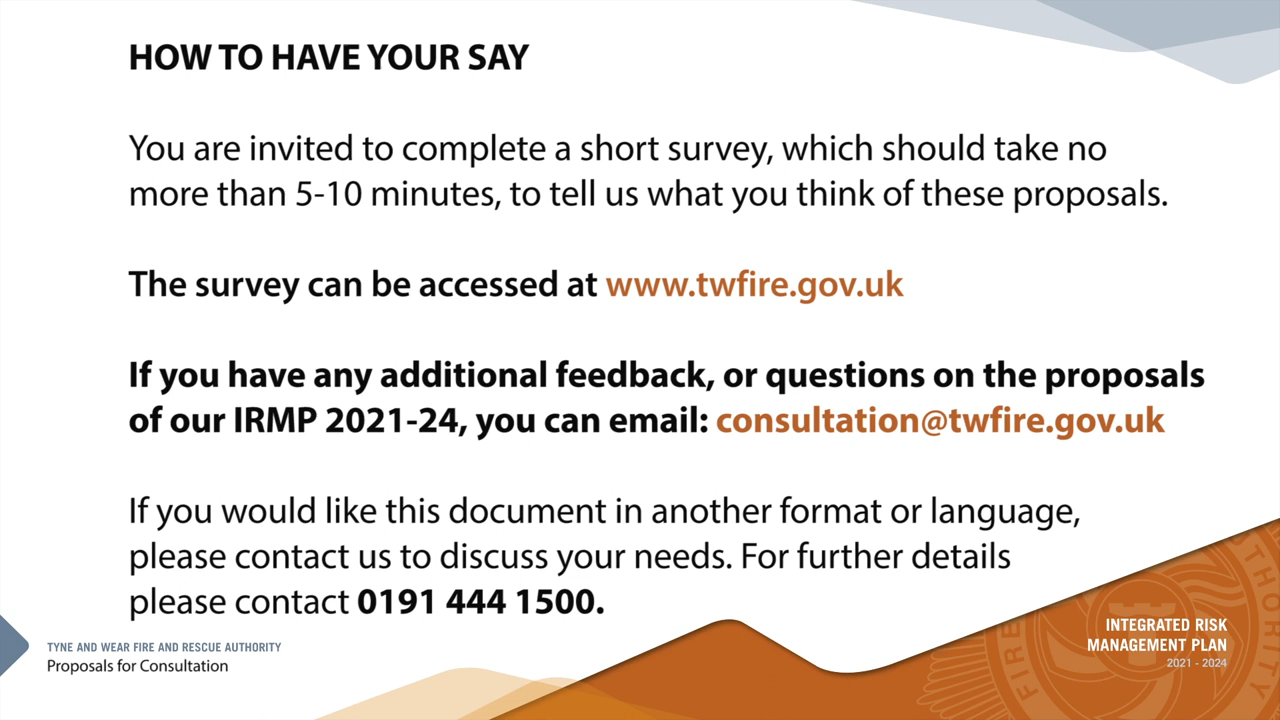 HOW TO HAVE YOUR SAY
You are invited to complete a short survey, which should take no
more than 5-10 minutes, to tell us what you think of these proposals.
The survey can be accessed at www.twfire.gov.uk
If you have any additional feedback, or questions on the proposals
of our IRMP 2021-24, you can email: consultation@twfire.gov.uk
If you would like this document in another format or language,
please contact us to discuss your needs. For further details
please contact 0191 444 1500.
TYNE AND WEAR FIRE AND RESCUE AUTHORITY
Proposals for Consultation
INTEGRATED RISK
MANAGEMENT PLAN
2021 - 2024
FIRE